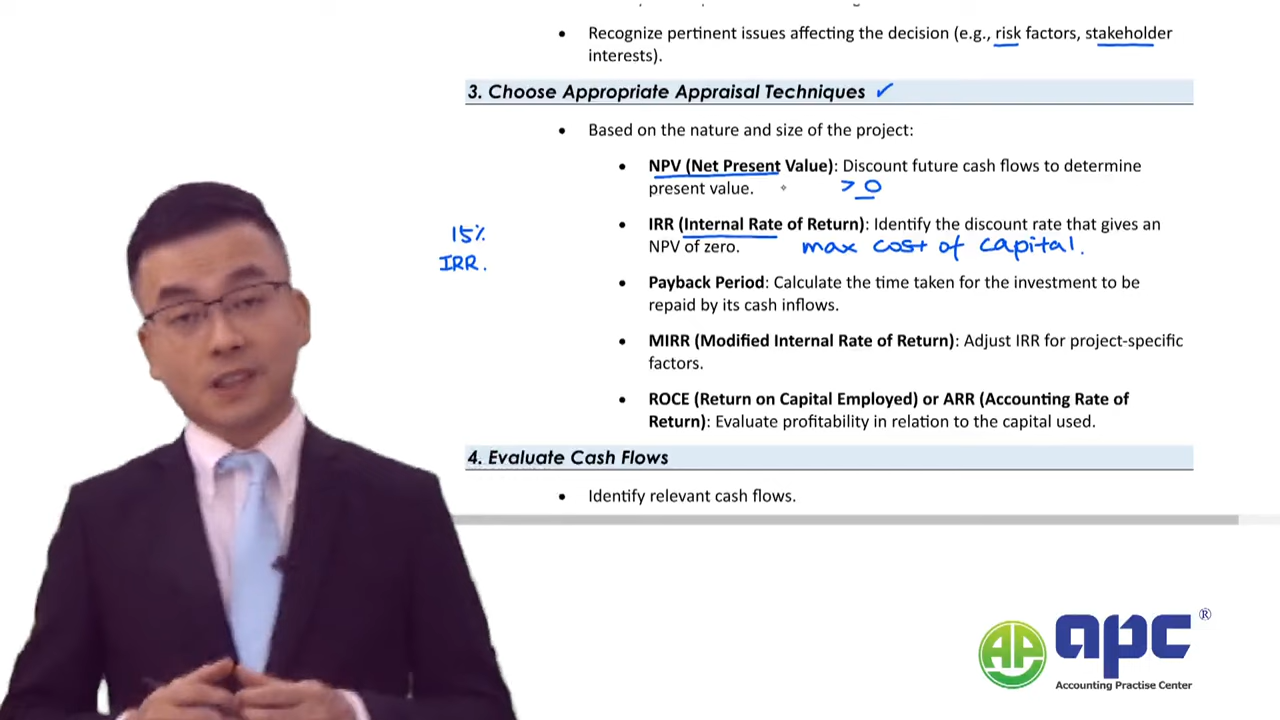 • Recognize pertinent issues affecting the decision (e.g., risk factors, stakeholder
interests).
3. Choose Appropriate Appraisal Techniques ✓
• Based on the nature and size of the project:
• NPV (Net Present Value): Discount future cash flows to determine
present value. > 0
• IRR (Internal Rate of Return): Identify the discount rate that gives an
NPV of zero. max cost of capital.
15%
IRR.
• Payback Period: Calculate the time taken for the investment to be
repaid by its cash inflows.
• MIRR (Modified Internal Rate of Return): Adjust IRR for project-specific
factors.
• ROCE (Return on Capital Employed) or ARR (Accounting Rate of
Return): Evaluate profitability in relation to the capital used.
4. Evaluate Cash Flows
• Identify relevant cash flows.
AP
apc®
Accounting Practise Center